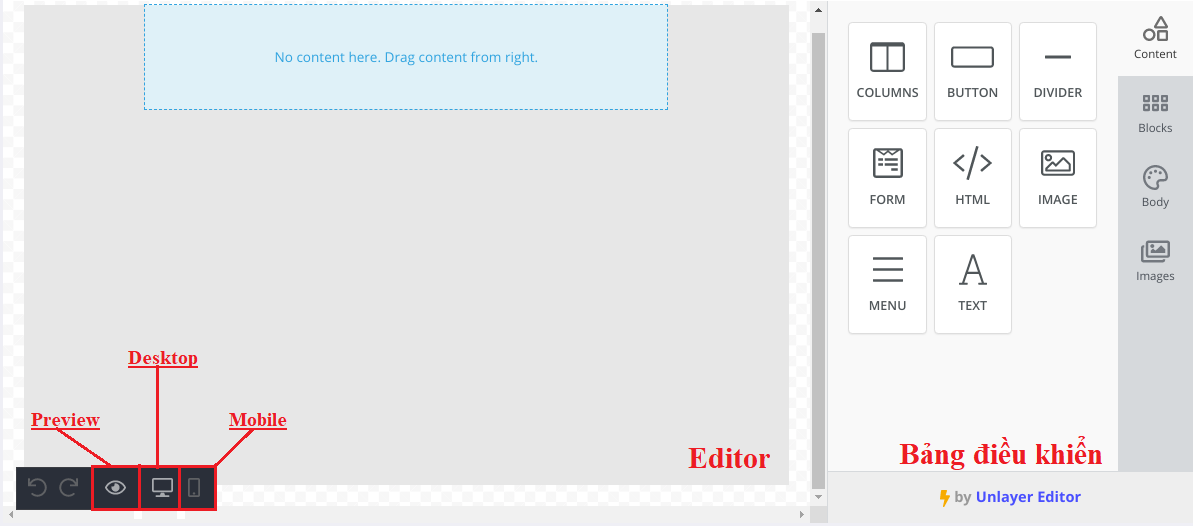 No content here. Drag content from right.
Desktop
Preview
Mobile
Editor
COLUMNS
BUTTON
DIVIDER
FORM
HTML
IMAGE
MENU
TEXT
Bảng điều khiển
by Unlayer Editor
Content
Blocks
Body
Images